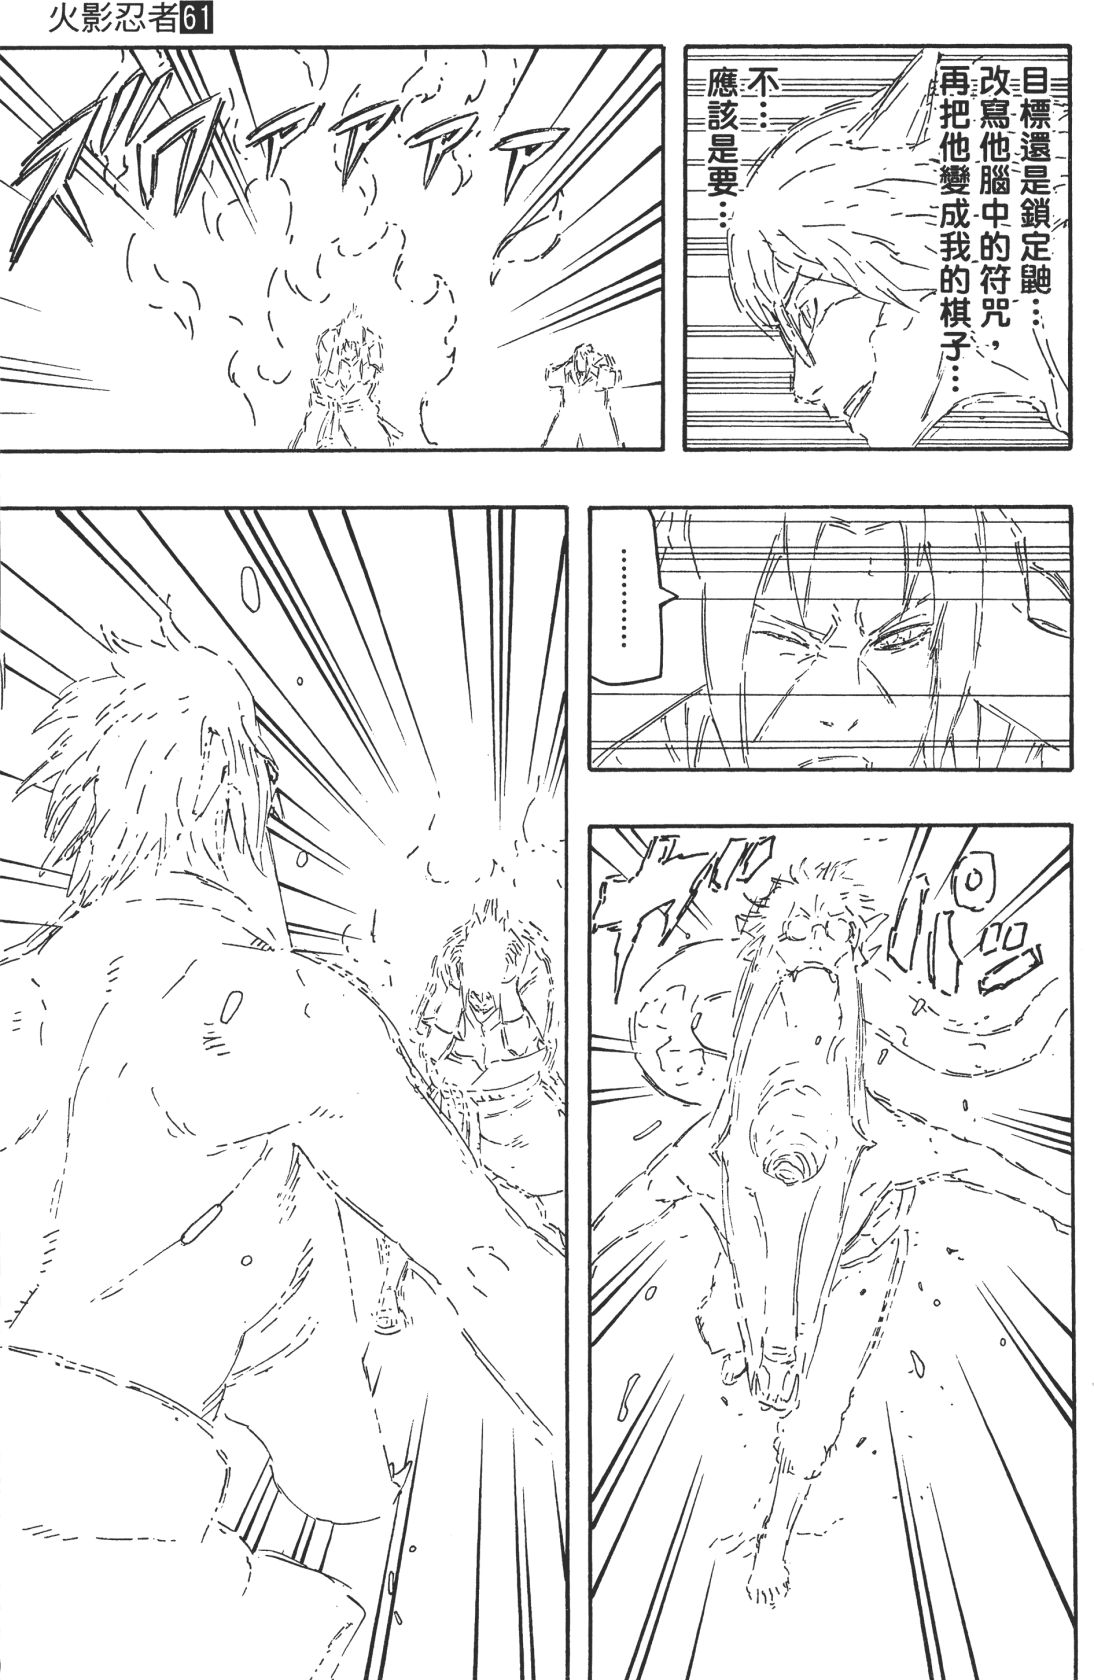 火影忍者61
目標還是鎖定鼬…
改寫他腦中的符咒，
再把他變成我的棋子…
不…
應該是要…
………